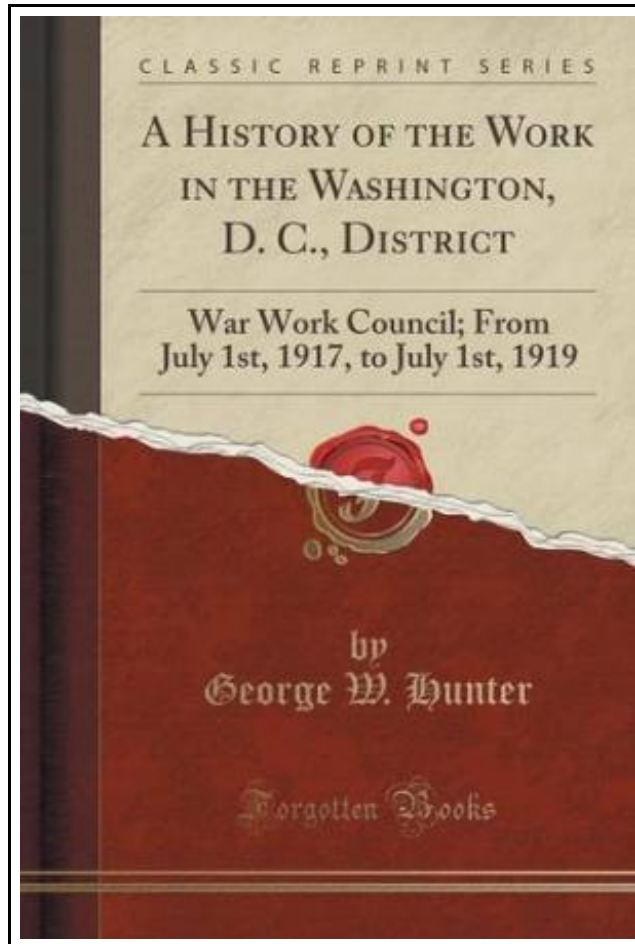 CLASSIC REPRINT SERIES
A HISTORY OF THE WORK
IN THE WASHINGTON,
D. C., DISTRICT
War Work Council; From
July 1st, 1917, to July 1st, 1919
by
George W. Hunter
Forgotten Books